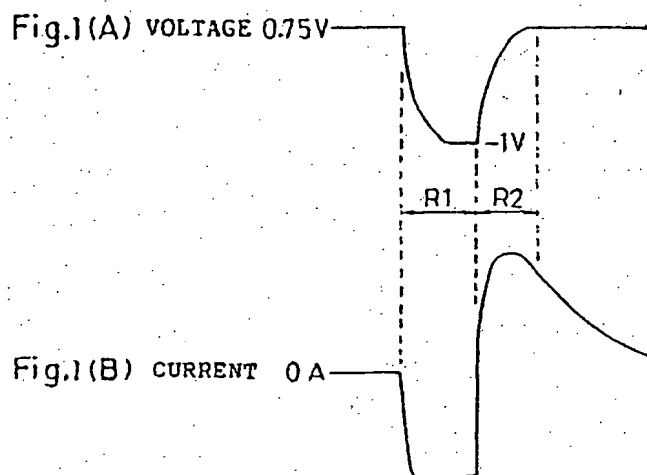 Fig.1(A) VOLTAGE 0.75V
-1V
R1 R2
Fig.1(B) CURRENT 0 A